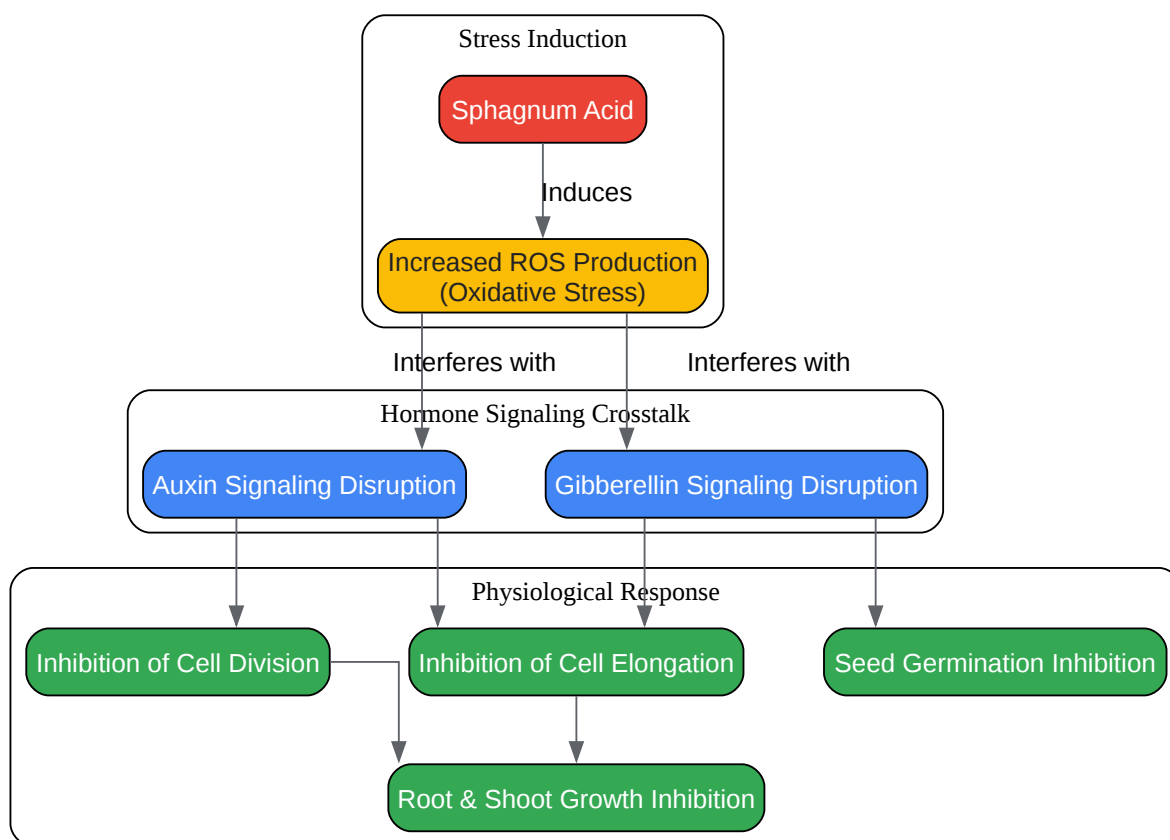 Stress Induction
Sphagnum Acid
Induces
Increased ROS Production
(Oxidative Stress)
Interferes with
Interferes with
Hormone Signaling Crosstalk
Auxin Signaling Disruption
Gibberellin Signaling Disruption
Physiological Response
Inhibition of Cell Division
Inhibition of Cell Elongation
Seed Germination Inhibition
Root & Shoot Growth Inhibition